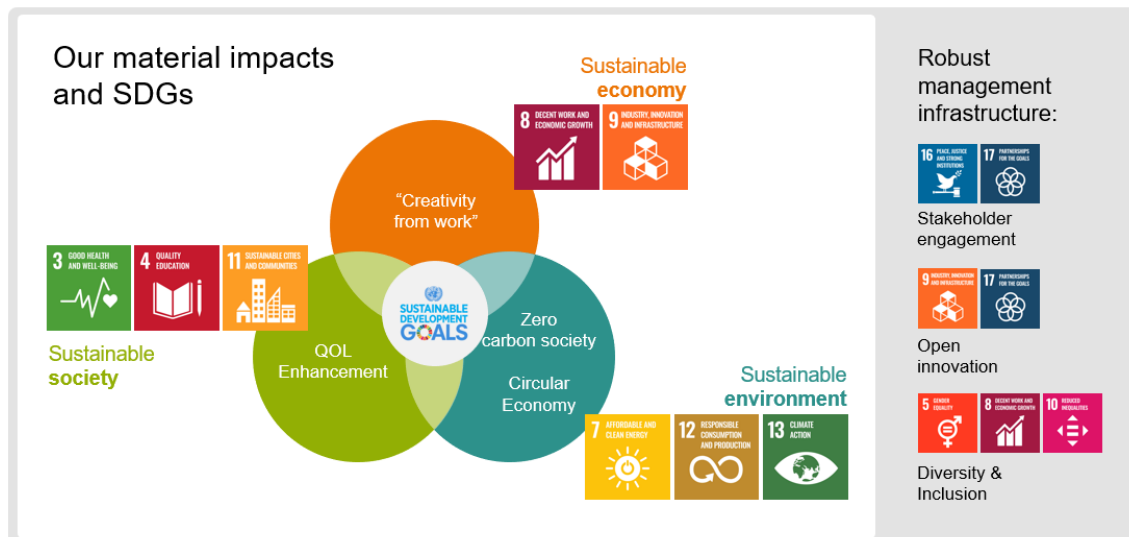 Our material impacts
and SDGs
Sustainable
economy
8 DECENT WORK AND
ECONOMIC GROWTH
9 INDUSTRY, INNOVATION
AND INFRASTRUCTURE
“Creativity
from work”
3 GOOD HEALTH
AND WELL-BEING
4 QUALITY
EDUCATION
11 SUSTAINABLE CITIES
AND COMMUNITIES
Sustainable
society
QOL
Enhancement
SUSTAINABLE
DEVELOPMENT
GOALS
Zero
carbon society
Circular
Economy
Sustainable
environment
7 AFFORDABLE AND
CLEAN ENERGY
12 RESPONSIBLE
CONSUMPTION
AND PRODUCTION
13 CLIMATE
ACTION
Robust
management
infrastructure:
16 PEACE, JUSTICE
AND STRONG
INSTITUTIONS
17 PARTNERSHIPS
FOR THE GOALS
Stakeholder
engagement
9 INDUSTRY, INNOVATION
AND INFRASTRUCTURE
17 PARTNERSHIPS
FOR THE GOALS
Open
innovation
5 GENDER
EQUALITY
8 DECENT WORK AND
ECONOMIC GROWTH
10 REDUCED
INEQUALITIES
Diversity &
Inclusion